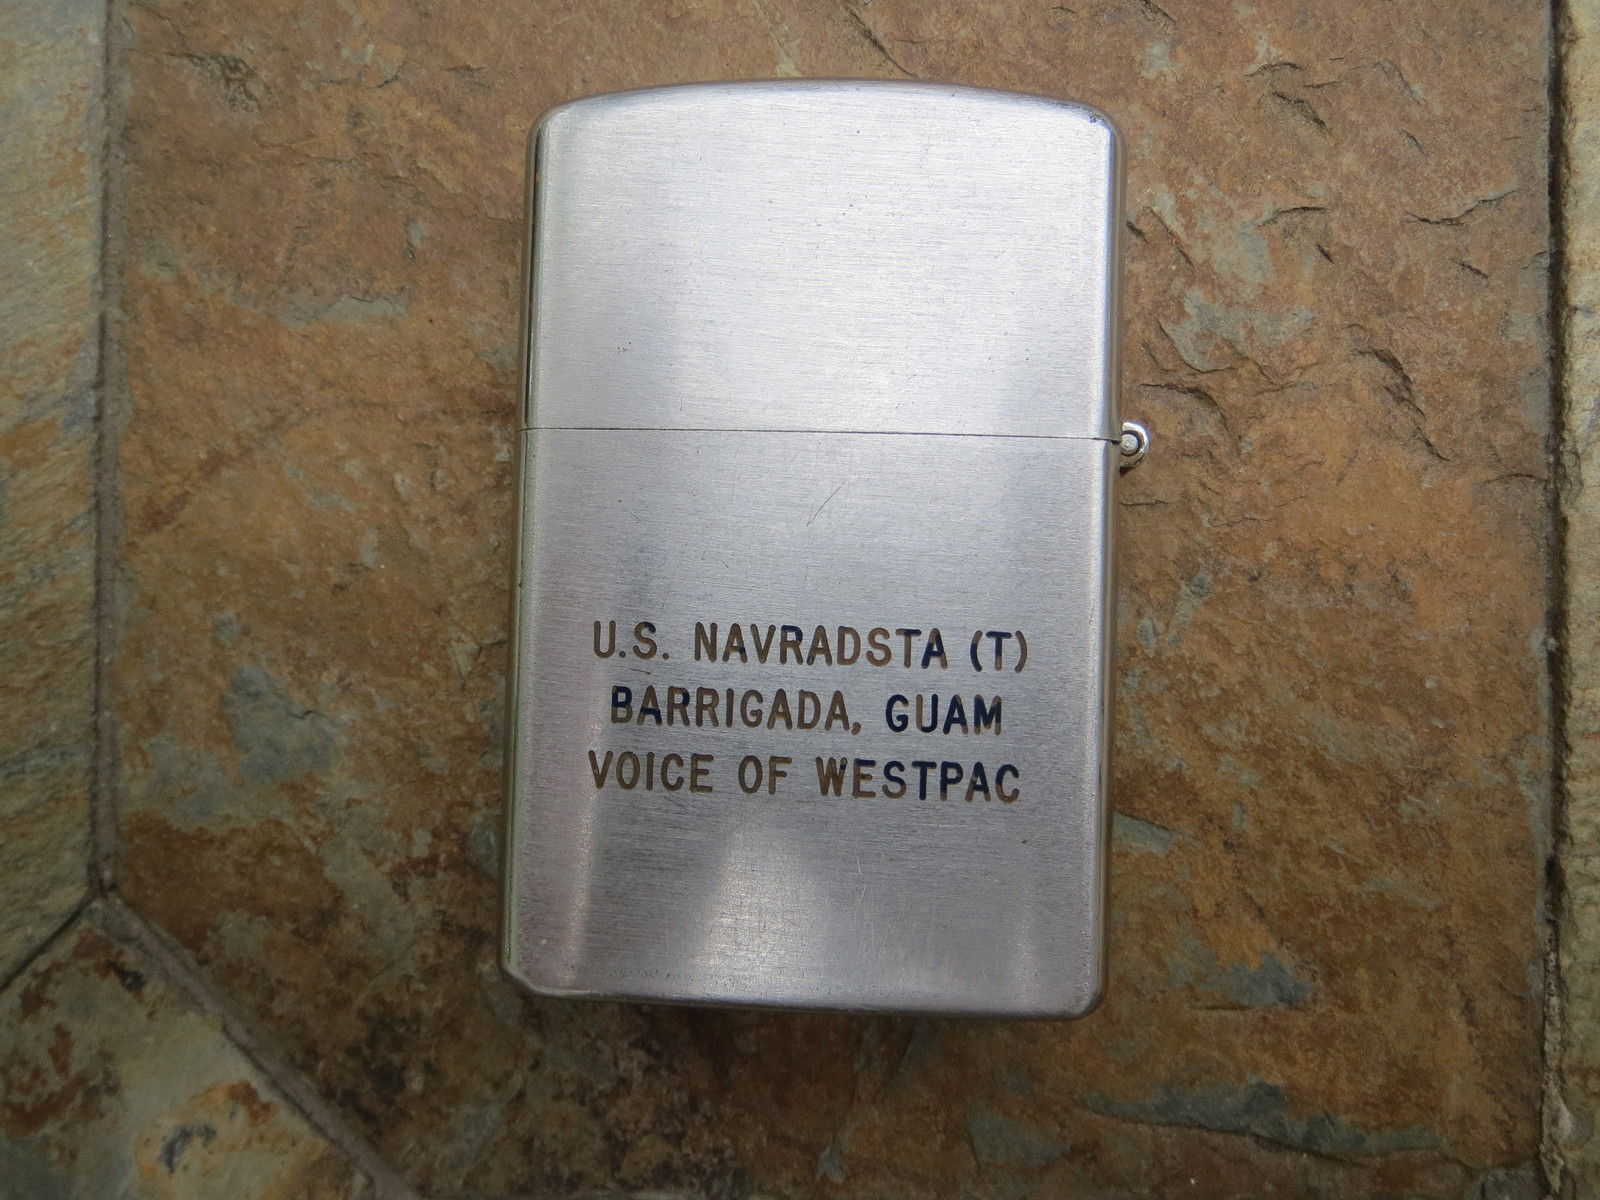 U.S. NAVRADSTA (T)
BARRIGADA, GUAM
VOICE OF WESTPAC